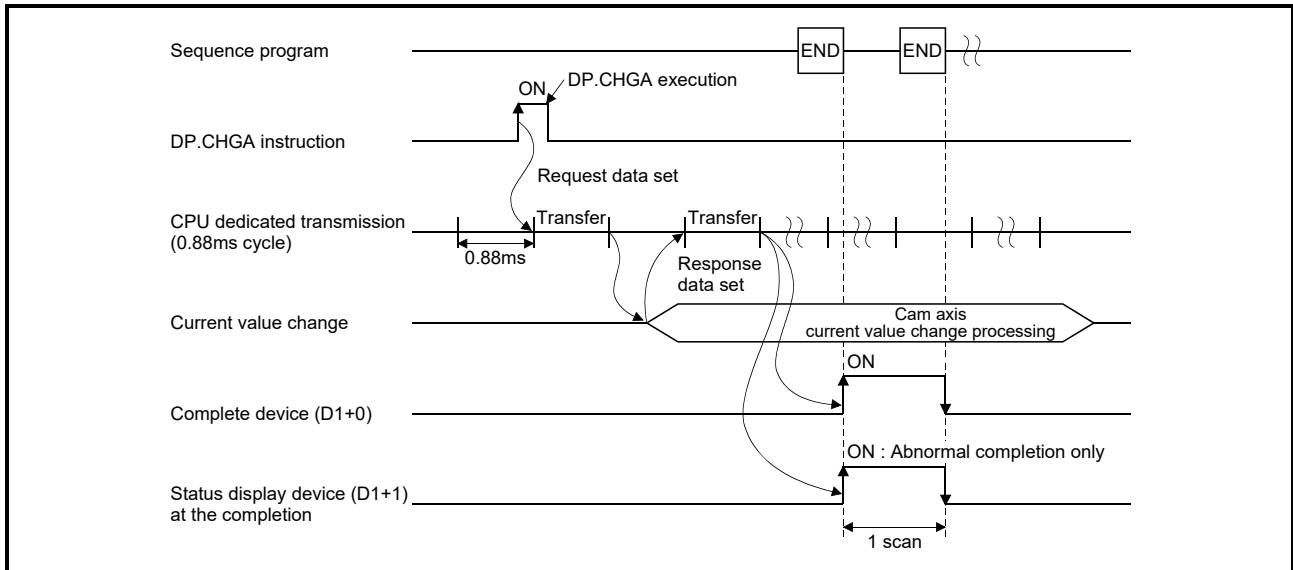 Sequence program
END
END
ON
DP.CHGA execution
DP.CHGA instruction
Request data set
CPU dedicated transmission
(0.88ms cycle)
Transfer
Transfer
0.88ms
Response
data set
Current value change
Cam axis
current value change processing
ON
Complete device (D1+0)
ON : Abnormal completion only
Status display device (D1+1)
at the completion
1 scan